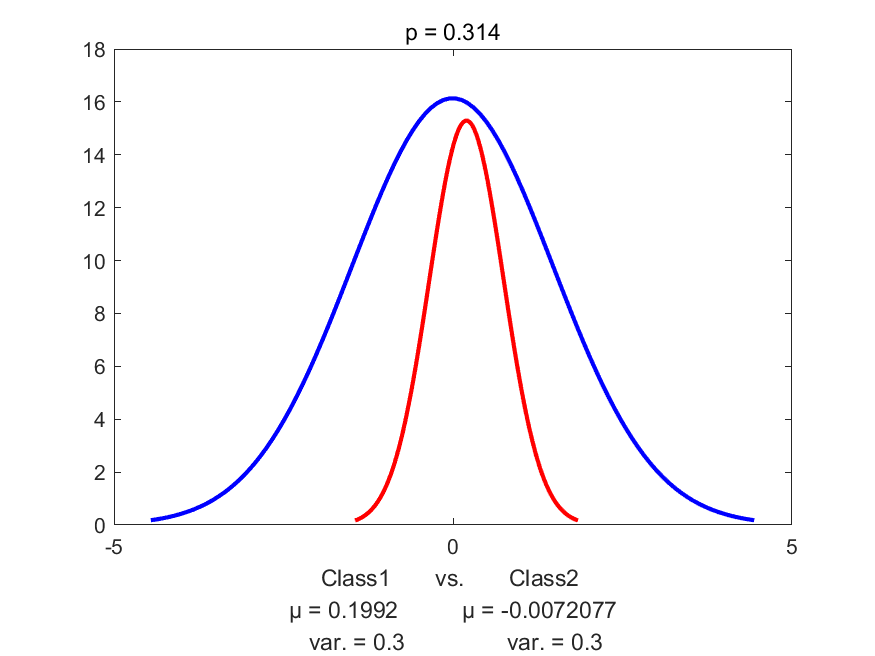 p = 0.314
18
16
14
12
10
8
6
4
2
0
-5 0 5
Class1 vs. Class2
μ = 0.1992 μ = -0.0072077
var. = 0.3 var. = 0.3